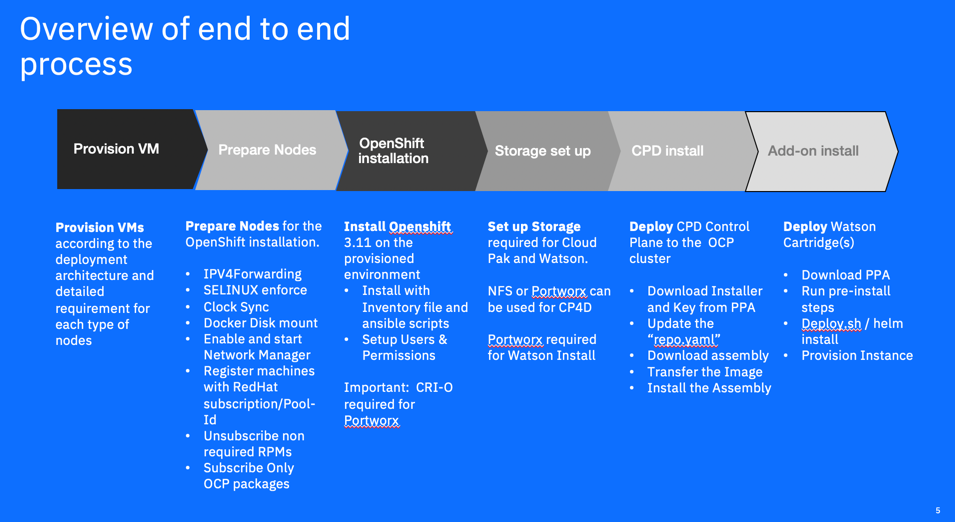 Overview of end to end
process
Provision VM
Prepare Nodes
OpenShift
installation
Storage set up
CPD install
Add-on install
Provision VMs
according to the
deployment
architecture and
detailed
requirement for
each type of
nodes
Prepare Nodes for the
OpenShift installation.
• IPV4Forwarding
• SELINUX enforce
• Clock Sync
• Docker Disk mount
• Enable and start
Network Manager
• Register machines
with RedHat
subscription/Pool-
Id
• Unsubscribe non
required RPMs
• Subscribe Only
OCP packages
Install Openshift
3.11 on the
provisioned
environment
• Install with
Inventory file and
ansible scripts
• Setup Users &
Permissions
Important: CRI-O
required for
Portworx
Set up Storage
required for Cloud
Pak and Watson.
NFS or Portworx can
be used for CP4D
Portworx required
for Watson Install
Deploy CPD Control
Plane to the OCP
cluster
• Download Installer
and Key from PPA
• Update the
“repo.yaml”
• Download assembly
• Transfer the Image
• Install the Assembly
Deploy Watson
Cartridge(s)
• Download PPA
• Run pre-install
steps
• Deploy.sh / helm
install
• Provision Instance
5